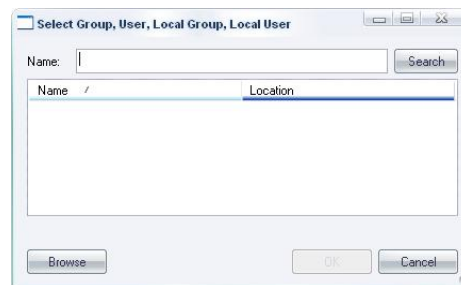 Select Group, User, Local Group, Local User
Name: Search
Name / Location
Browse OK Cancel